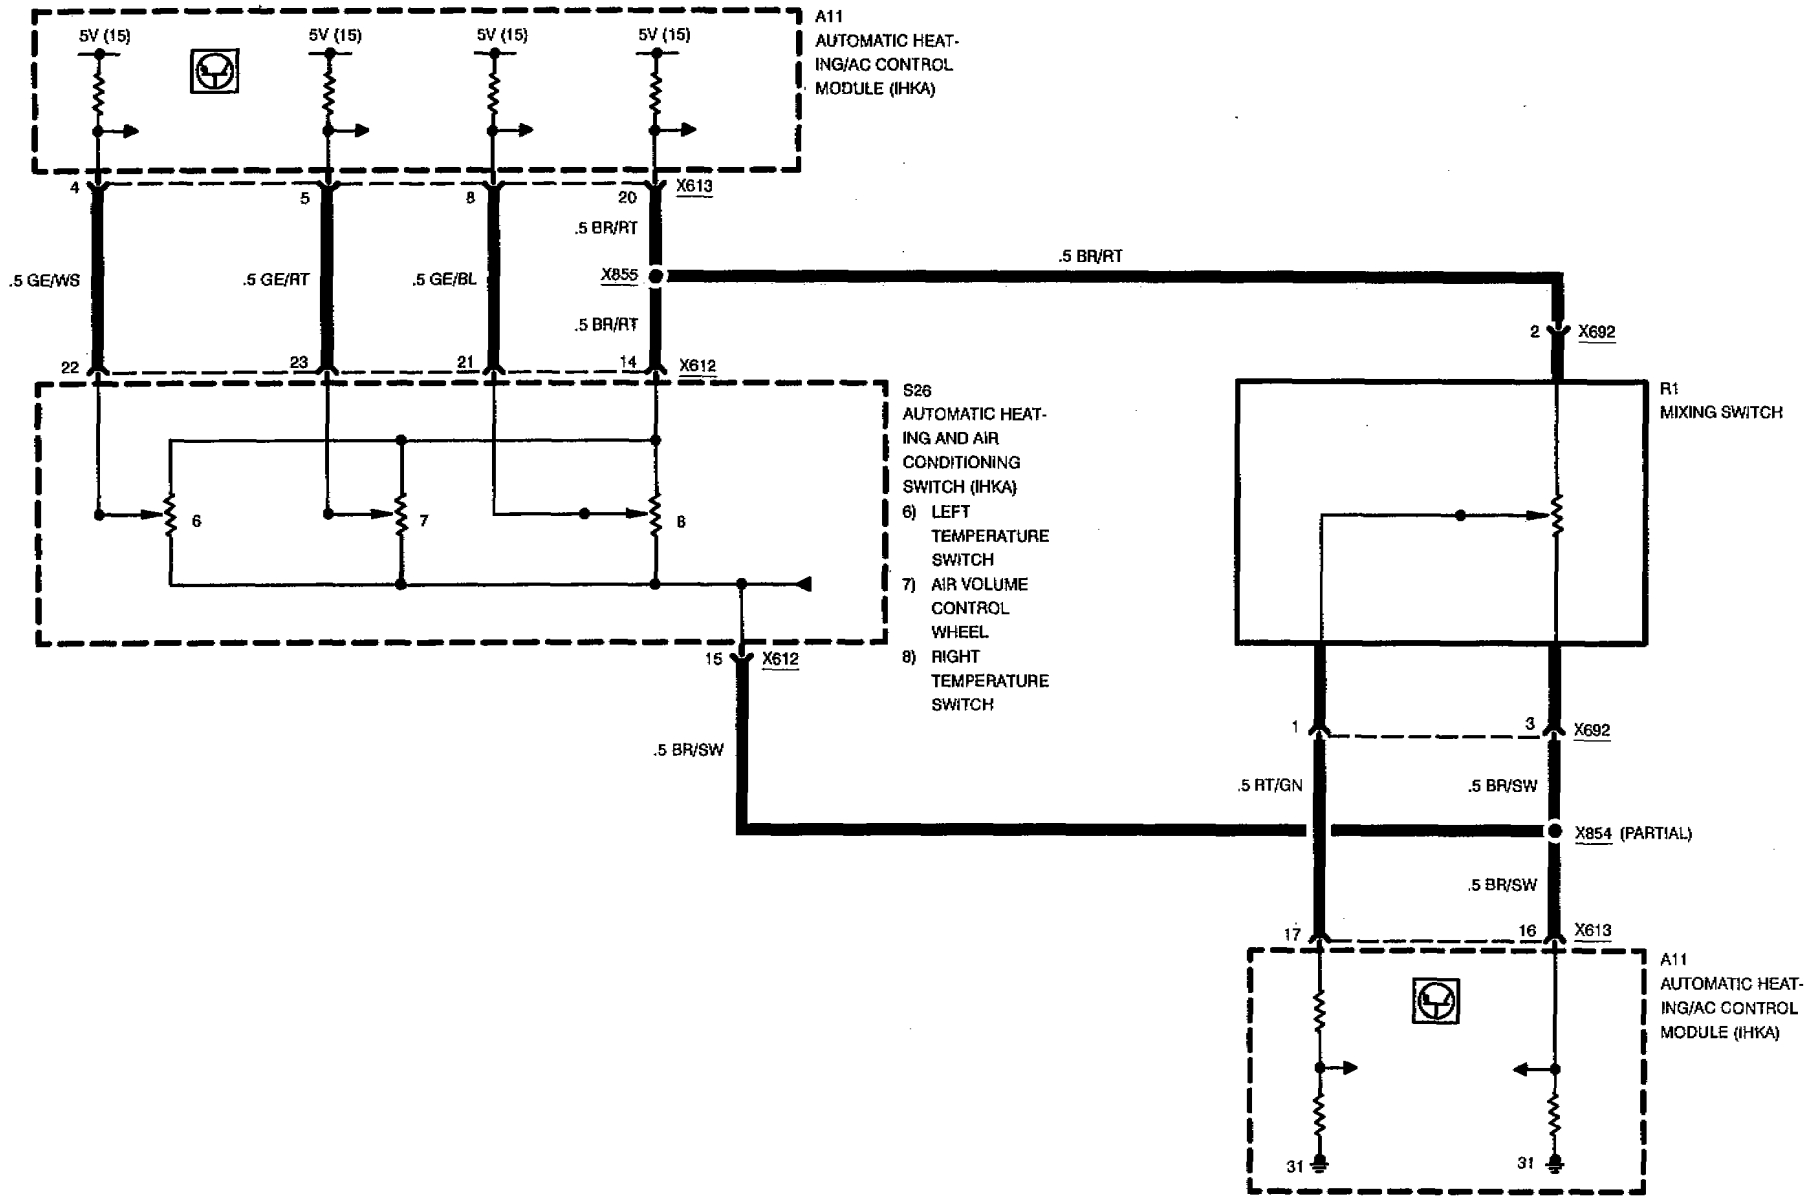 5V (15) 5V (15) 5V (15) 5V (15)
A11
AUTOMATIC HEAT-
ING/AC CONTROL
MODULE (IHKA)
4 5 8 20 X613
.5 BR/RT
.5 GE/WS .5 GE/RT .5 GE/BL X855 .5 BR/RT
.5 BR/RT
2 X692
22 23 21 14 X612
S26
AUTOMATIC HEAT-
ING AND AIR
CONDITIONING
SWITCH (IHKA)
6) LEFT
TEMPERATURE
SWITCH
7) AIR VOLUME
CONTROL
WHEEL
8) RIGHT
TEMPERATURE
SWITCH
R1
MIXING SWITCH
6 7 8
15 X612
.5 BR/SW
1 3 X692
.5 RT/GN .5 BR/SW
X854 (PARTIAL)
.5 BR/SW
17 16 X613
A11
AUTOMATIC HEAT-
ING/AC CONTROL
MODULE (IHKA)
31 31